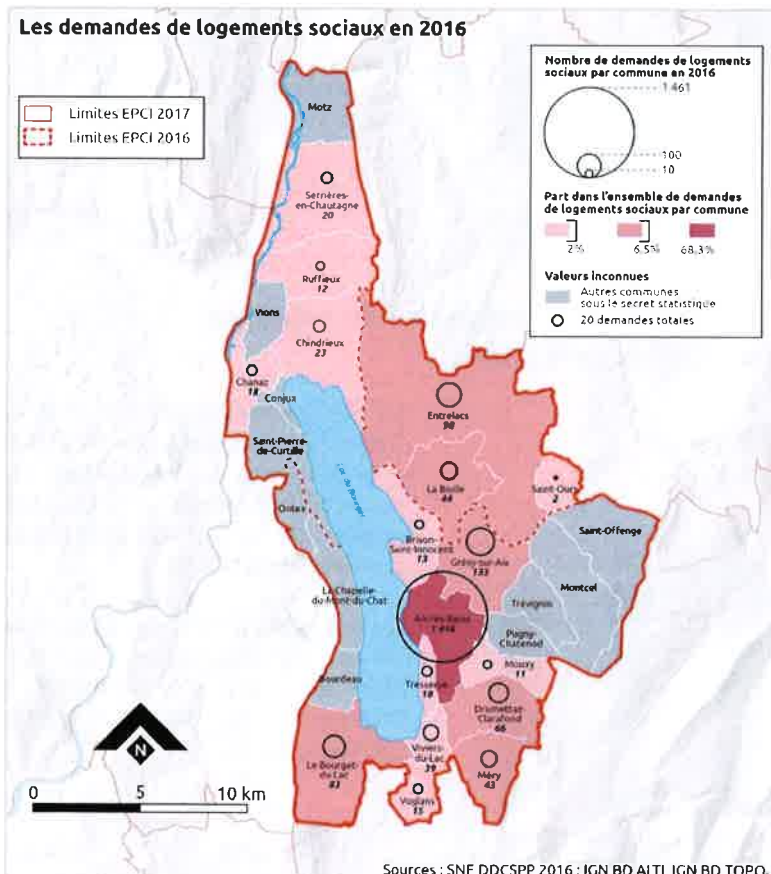 Les demandes de logements sociaux en 2016
Limites EPCI 2017
Limites EPCI 2016
Nombre de demandes de logements
sociaux par commune en 2016
1 461
100
10
Part dans l'ensemble de demandes
de logements sociaux par commune
2%
6,5%
68,3%
Valeurs inconnues
Autres communes
sous le secret statistique
20 demandes totales
Motz
Serrières-
en-Chautagne
20
Ruffieux
12
Vions
Chindrieux
23
Chanaz
18
Conjux
Saint-Pierre-
de-Curtille
Lac du Bourget
Entrelacs
98
La Biolle
Saint-Ours
2
Ontex
Brison-
Saint-Innocent
13
Grésy-sur-Aix
133
Saint-Offenge
Montcel
Trévignin
La Chapelle-
du-Mont-du-Chat
Aix-les-Bains
Pugny-
Chatenod
Mouxy
11
Bourdeau
Tresserve
18
Drumettaz-
Clarafond
66
Le Bourget-
du-Lac
83
Viviers-
du-Lac
39
Méry
43
Voglans
15
N
0 5 10 km
Sources : SNE DDCSPP 2016 ; IGN BD ALTI, IGN BD TOPO.